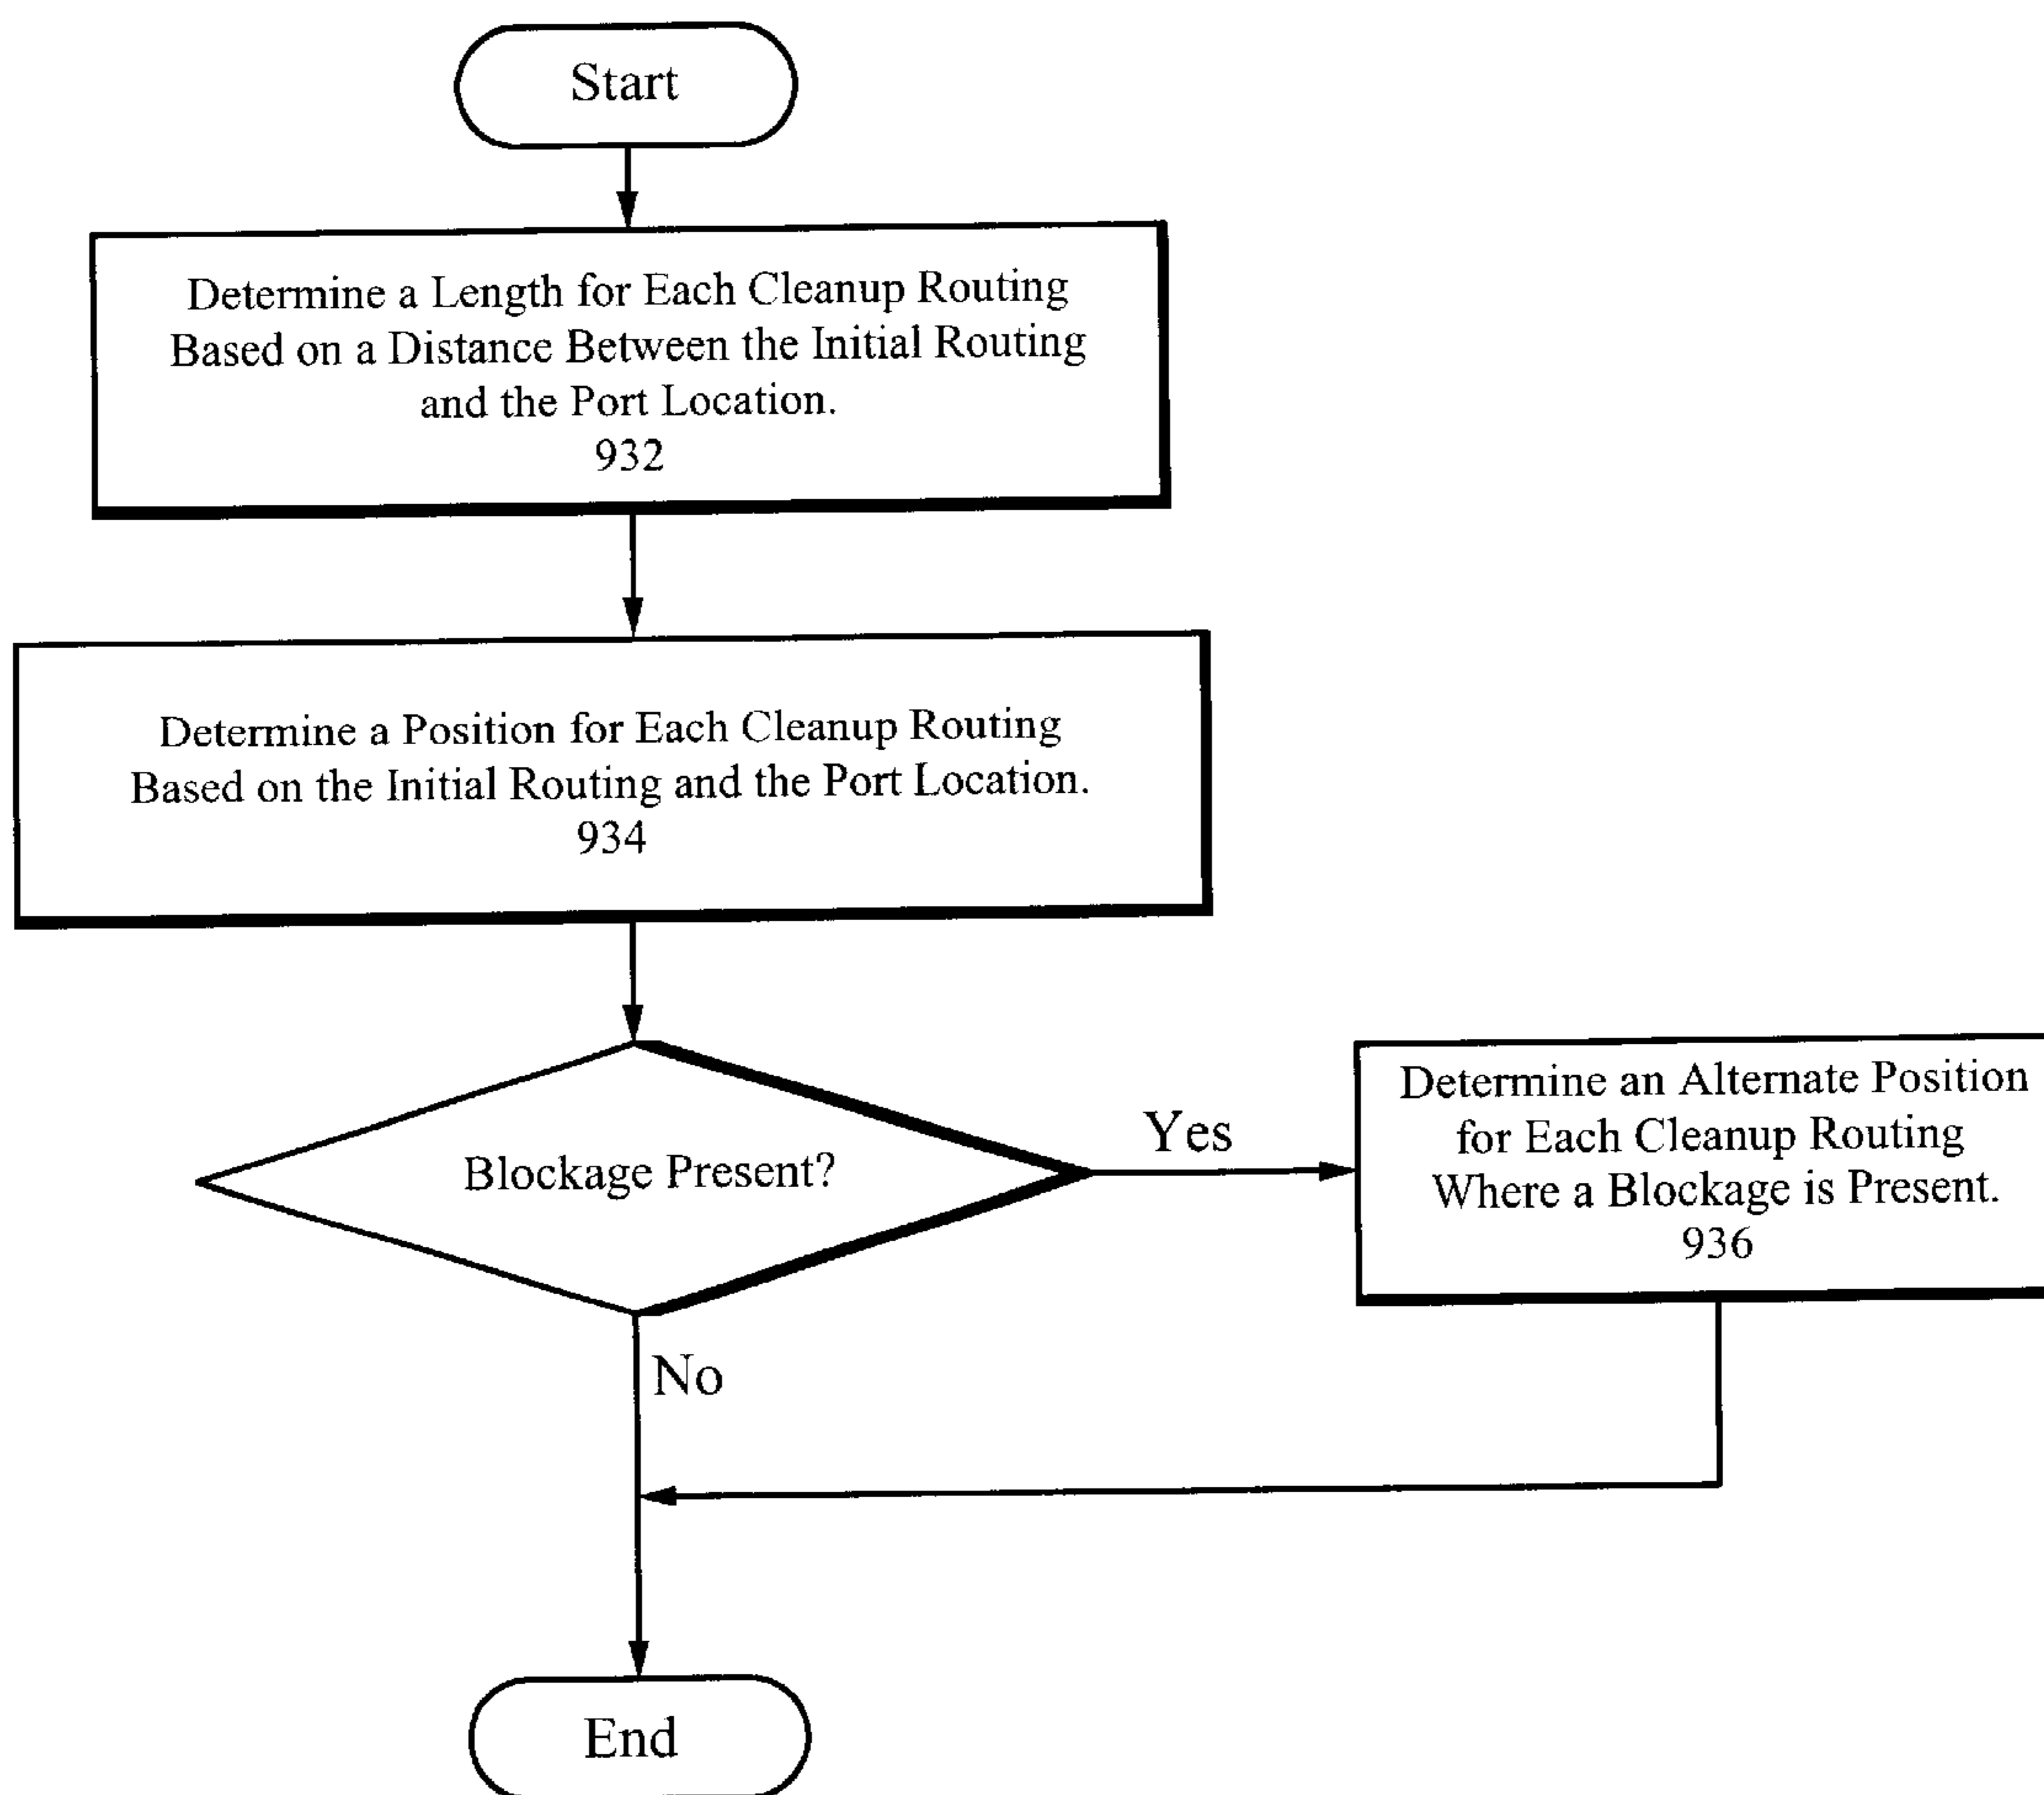 Start
Determine a Length for Each Cleanup Routing
Based on a Distance Between the Initial Routing
and the Port Location.
932
Determine a Position for Each Cleanup Routing
Based on the Initial Routing and the Port Location.
934
Blockage Present?
Yes
Determine an Alternate Position
for Each Cleanup Routing
Where a Blockage is Present.
936
No
End